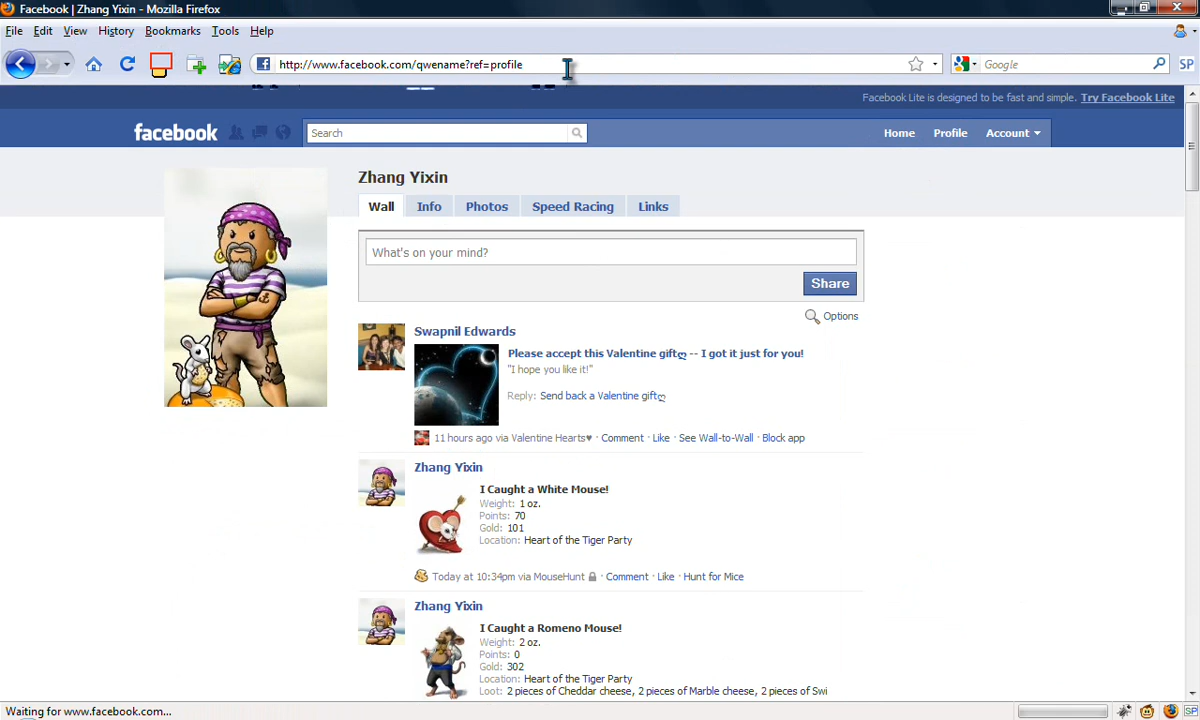 Facebook | Zhang Yixin - Mozilla Firefox
File Edit View History Bookmarks Tools Help
http://www.facebook.com/qwename?ref=profile
Google
SP
Facebook Lite is designed to be fast and simple. Try Facebook Lite
facebook
Search
Home Profile Account
Zhang Yixin
Wall Info Photos Speed Racing Links
What's on your mind?
Share
Options
Swapnil Edwards
Please accept this Valentine giftღ -- I got it just for you!
"I hope you like it!"
Reply: Send back a Valentine giftღ
11 hours ago via Valentine Hearts♥ · Comment · Like · See Wall-to-Wall · Block app
Zhang Yixin
I Caught a White Mouse!
Weight: 1 oz.
Points: 70
Gold: 101
Location: Heart of the Tiger Party
Today at 10:34pm via MouseHunt · Comment · Like · Hunt for Mice
Zhang Yixin
I Caught a Romeno Mouse!
Weight: 2 oz.
Points: 0
Gold: 302
Location: Heart of the Tiger Party
Loot: 2 pieces of Cheddar cheese, 2 pieces of Marble cheese, 2 pieces of Swi
Waiting for www.facebook.com...
SP